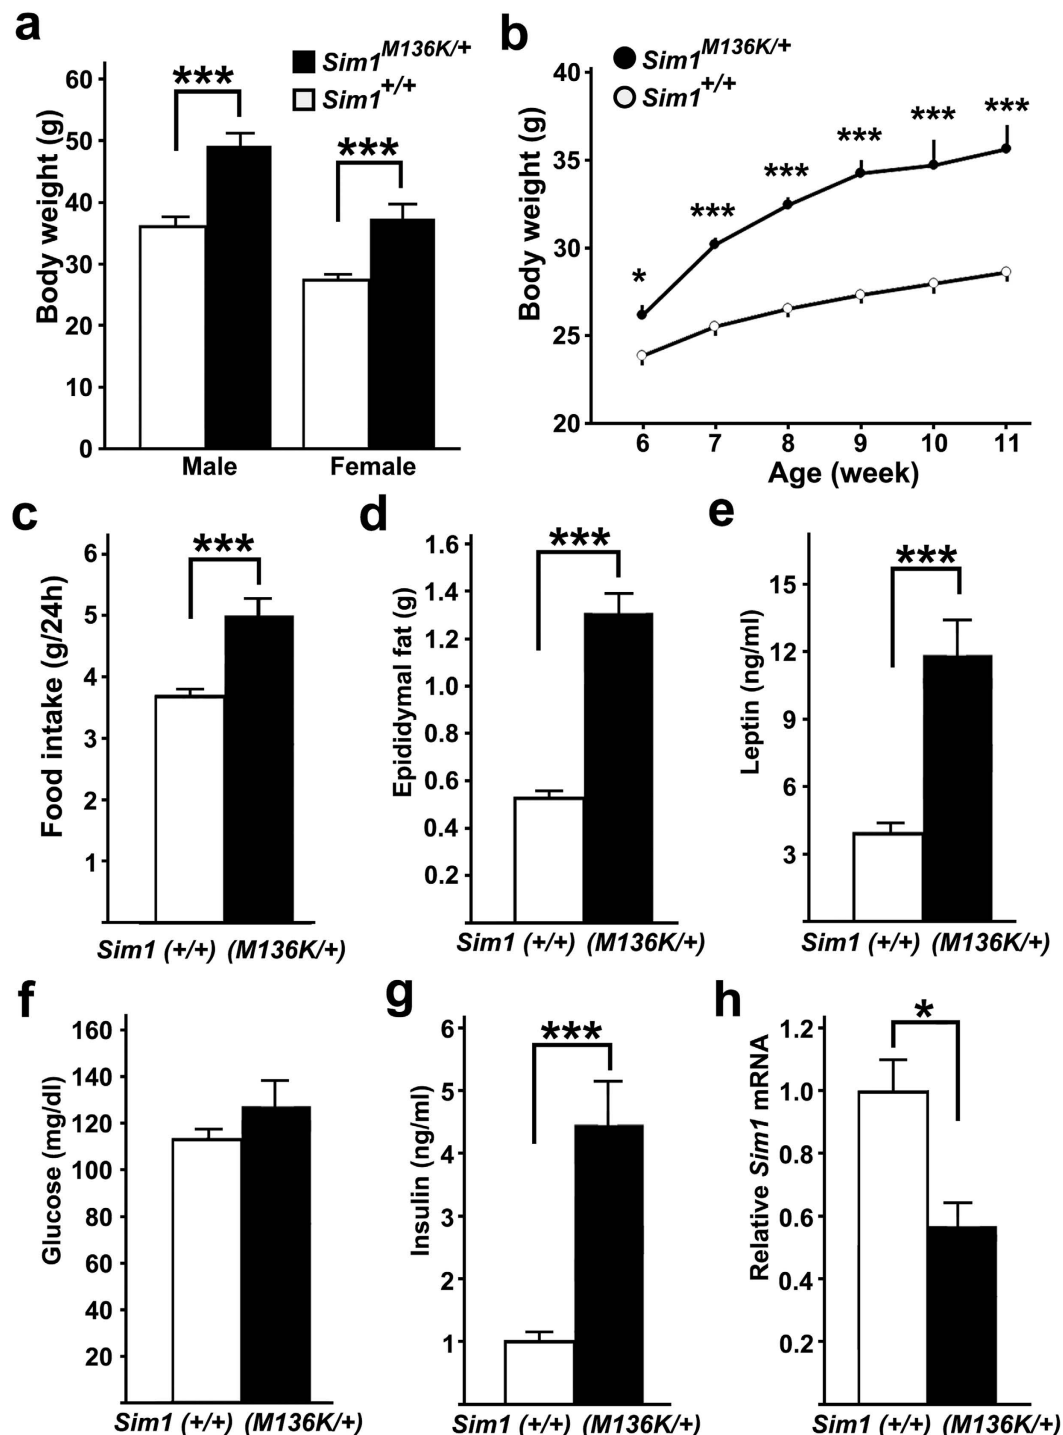 a
Sim1 M136K/+
Sim1 +/+
***
***
Body weight (g)
60
50
40
30
20
10
0
Male Female
b
Sim1 M136K/+
Sim1 +/+
Body weight (g)
40
35
30
25
20
* *** *** *** *** ***
6 7 8 9 10 11
Age (week)
c
***
Food intake (g/24h)
6
5
4
3
2
1
Sim1 (+/+) (M136K/+)
d
***
Epididymal fat (g)
1.6
1.4
1.2
1.0
0.8
0.6
0.4
0.2
Sim1 (+/+) (M136K/+)
e
***
Leptin (ng/ml)
15
12
9
6
3
Sim1 (+/+) (M136K/+)
f
Glucose (mg/dl)
160
140
120
100
80
60
40
20
Sim1 (+/+) (M136K/+)
g
***
Insulin (ng/ml)
6
5
4
3
2
1
Sim1 (+/+) (M136K/+)
h
*
Relative Sim1 mRNA
1.2
1.0
0.8
0.6
0.4
0.2
Sim1 (+/+) (M136K/+)